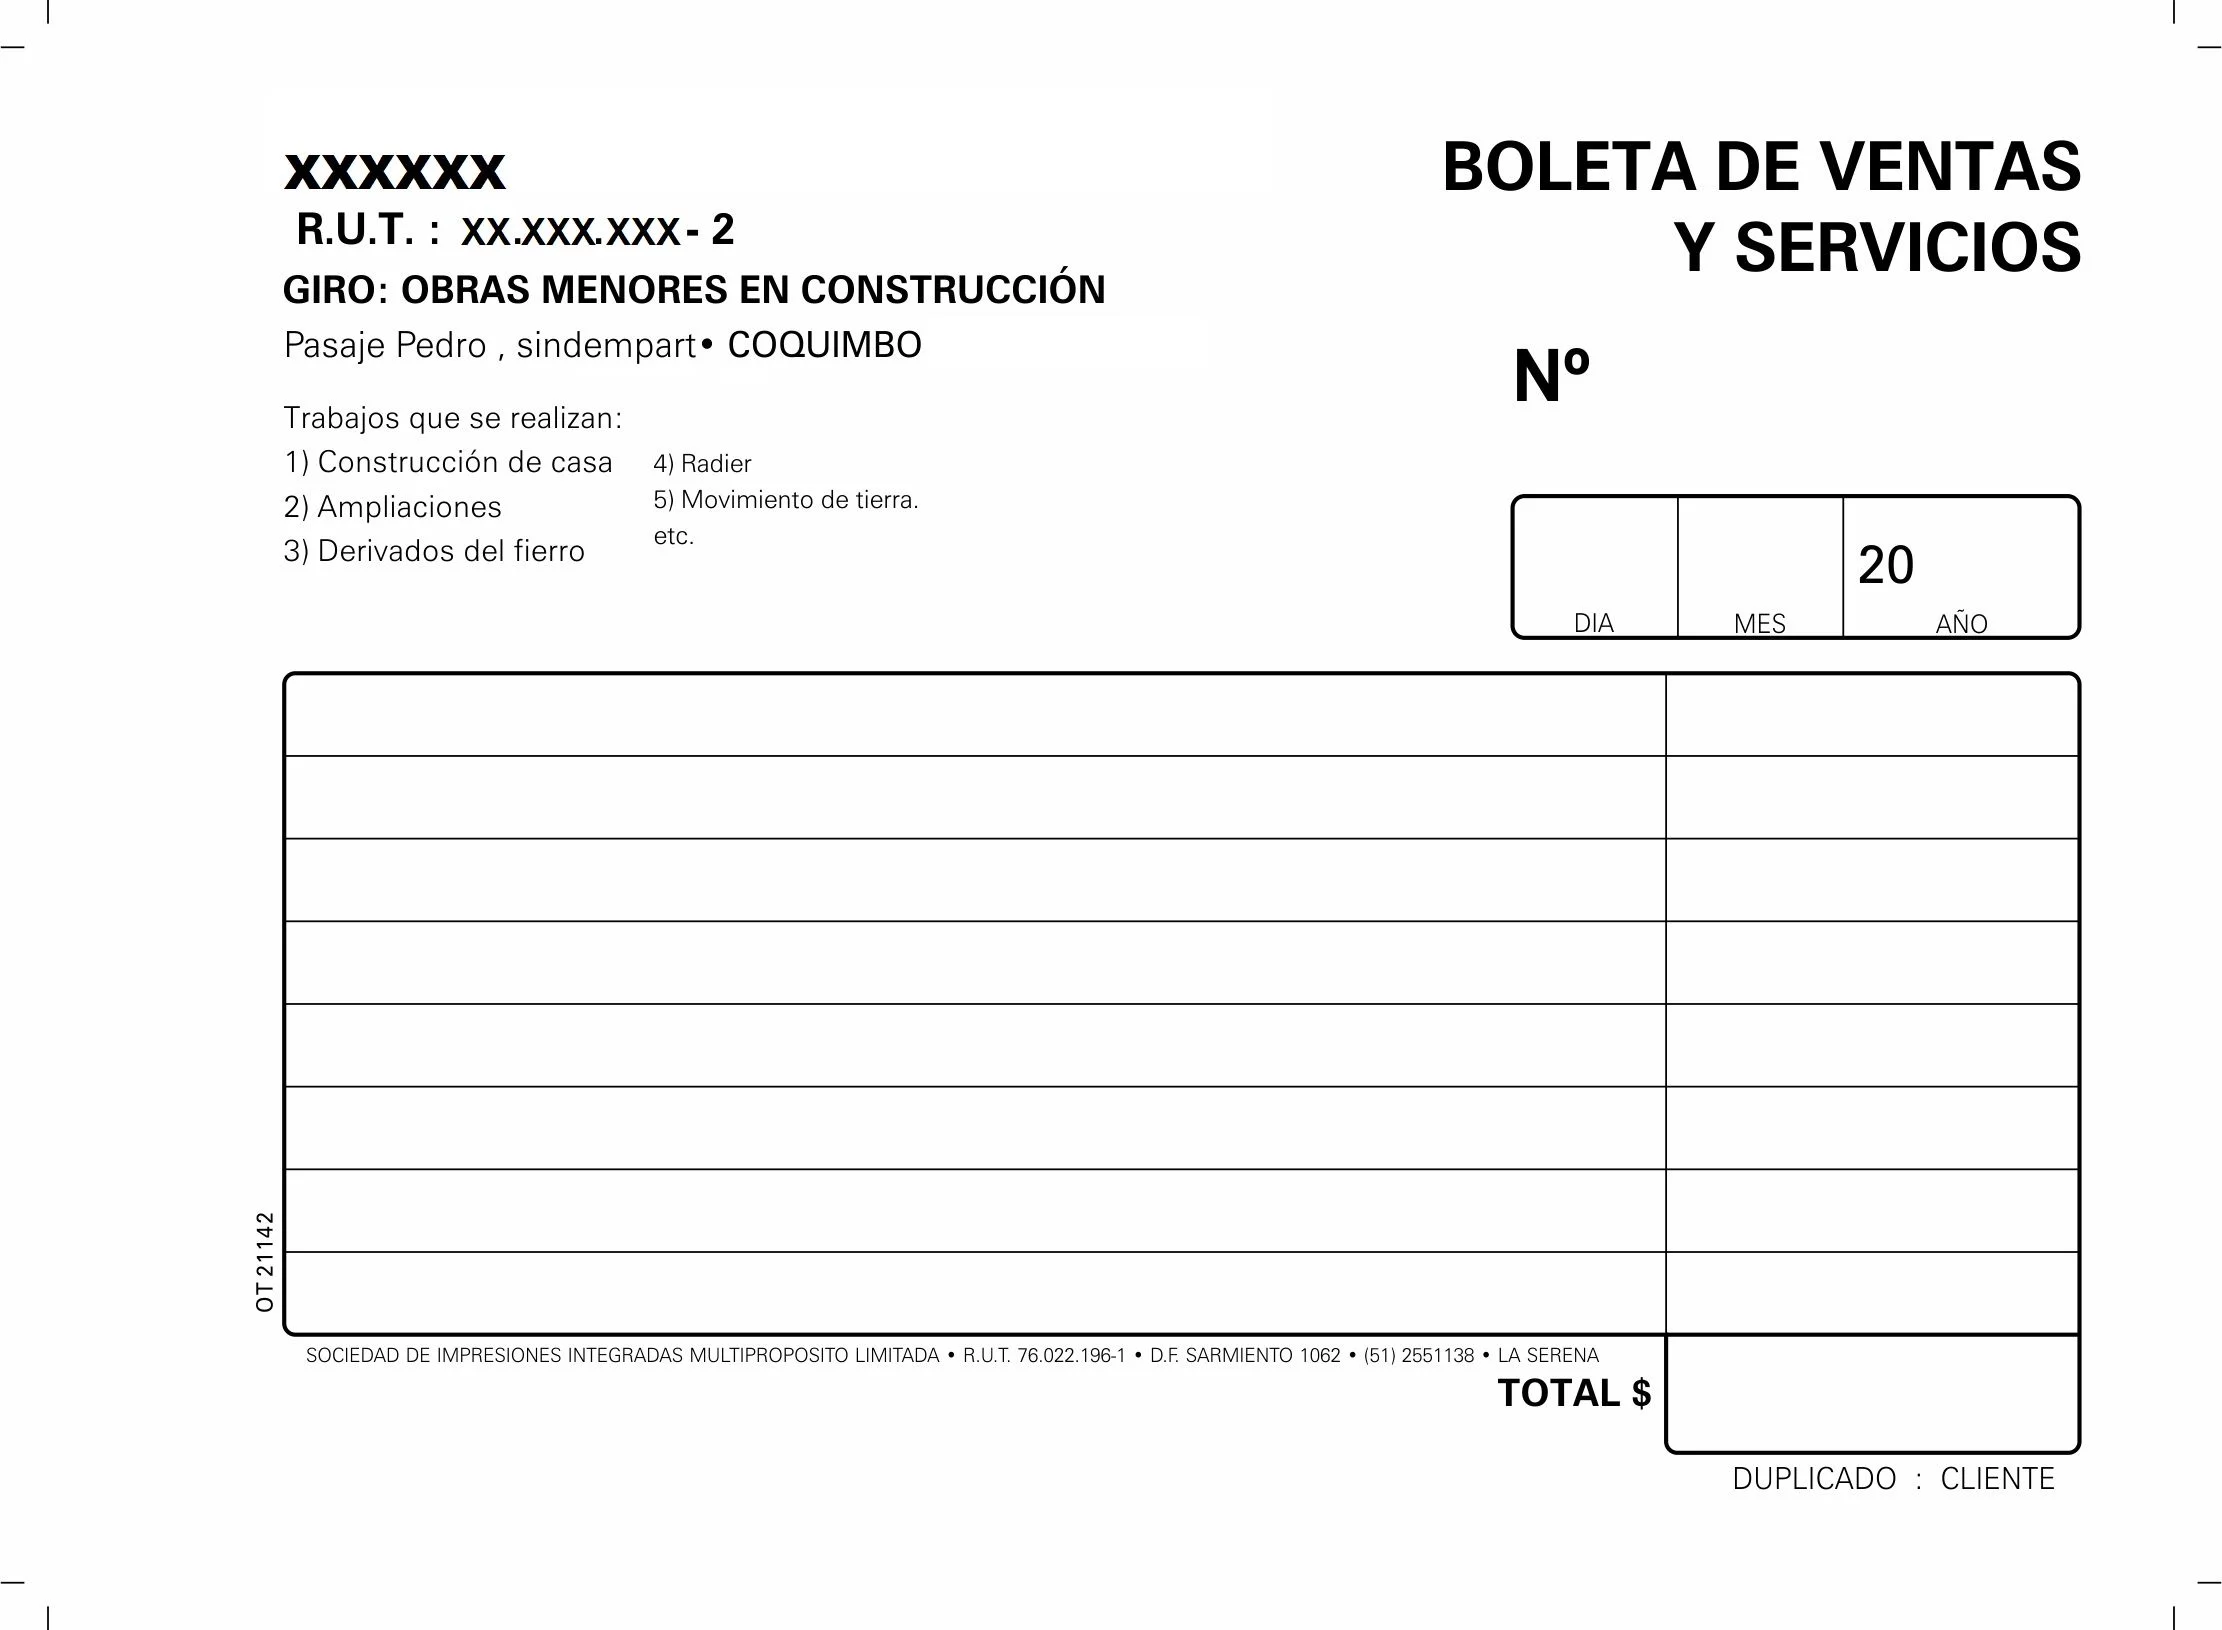 xxxxxx
R.U.T. : XX.XXX.XXX- 2
GIRO: OBRAS MENORES EN CONSTRUCCIÓN
Pasaje Pedro , sindempart• COQUIMBO
Trabajos que se realizan:
1) Construcción de casa
2) Ampliaciones
3) Derivados del fierro
4) Radier
5) Movimiento de tierra.
etc.
BOLETA DE VENTAS
Y SERVICIOS
Nº
20
DIA MES AÑO
OT 21142
SOCIEDAD DE IMPRESIONES INTEGRADAS MULTIPROPOSITO LIMITADA • R.U.T. 76.022.196-1 • D.F. SARMIENTO 1062 • (51) 2551138 • LA SERENA
TOTAL $
DUPLICADO : CLIENTE